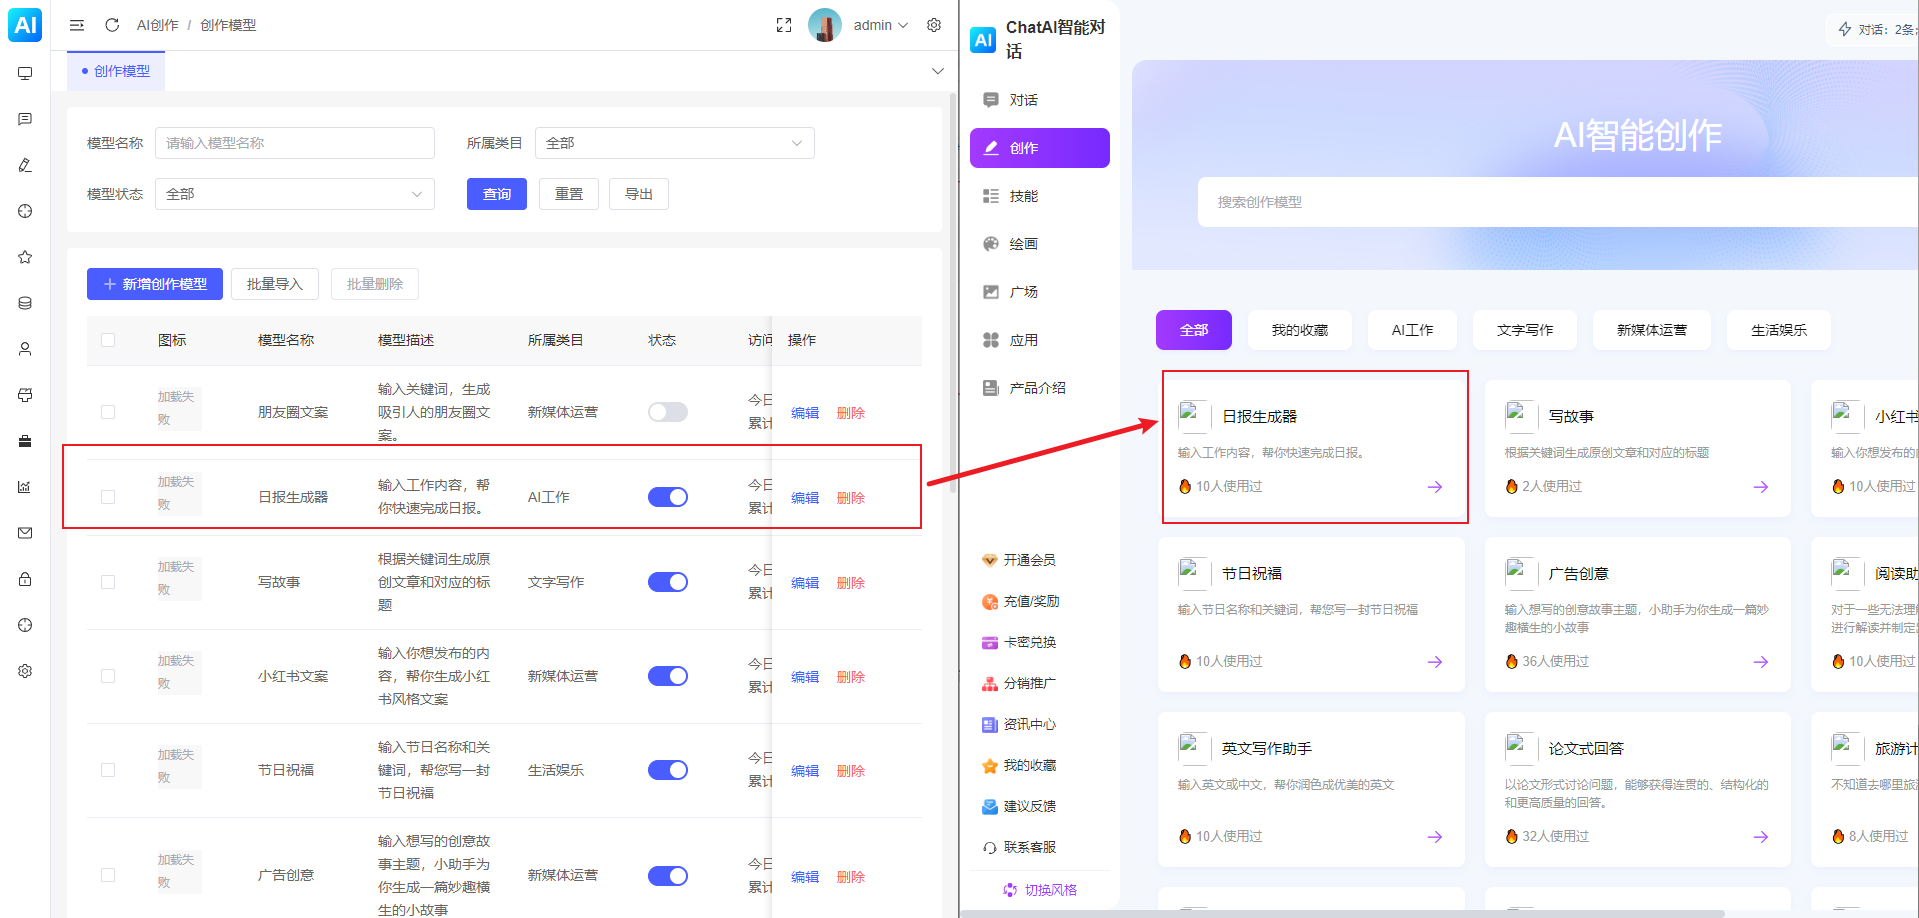 AI
AI创作 / 创作模型
admin
创作模型
模型名称
请输入模型名称
所属类目
全部
模型状态
全部
查询
重置
导出
新增创作模型
批量导入
批量删除
图标
模型名称
模型描述
所属类目
状态
访问
操作
加载失
败
朋友圈文案
输入关键词，生成
吸引人的朋友圈文
案。
新媒体运营
今日
累计
编辑
删除
加载失
败
日报生成器
输入工作内容，帮
你快速完成日报。
AI工作
今日
累计
编辑
删除
加载失
败
写故事
根据关键词生成原
创文章和对应的标
题
文字写作
今日
累计
编辑
删除
加载失
败
小红书文案
输入你想发布的内
容，帮你生成小红
书风格文案
新媒体运营
今日
累计
编辑
删除
加载失
败
节日祝福
输入节日名称和关
键词，帮您写一封
节日祝福
生活娱乐
今日
累计
编辑
删除
加载失
败
广告创意
输入想写的创意故
事主题，小助手为
你生成一篇妙趣横
生的小故事
新媒体运营
今日
累计
编辑
删除
AI
ChatAI智能对
话
对话
创作
技能
绘画
广场
应用
产品介绍
开通会员
充值/奖励
卡密兑换
分销推广
资讯中心
我的收藏
建议反馈
联系客服
切换风格
对话：2条
AI智能创作
搜索创作模型
全部
我的收藏
AI工作
文字写作
新媒体运营
生活娱乐
日报生成器
输入工作内容，帮你快速完成日报。
10人使用过
写故事
根据关键词生成原创文章和对应的标题
2人使用过
小红书
输入你想发布的
10人使用过
节日祝福
输入节日名称和关键词，帮您写一封节日祝福
10人使用过
广告创意
输入想写的创意故事主题，小助手为你生成一篇妙
趣横生的小故事
36人使用过
阅读助
对于一些无法理
进行解读并制定
10人使用过
英文写作助手
输入英文或中文，帮你润色成优美的英文
10人使用过
论文式回答
以论文形式讨论问题，能够获得连贯的、结构化的
和更高质量的回答。
32人使用过
旅游计
不知道去哪里旅
8人使用过